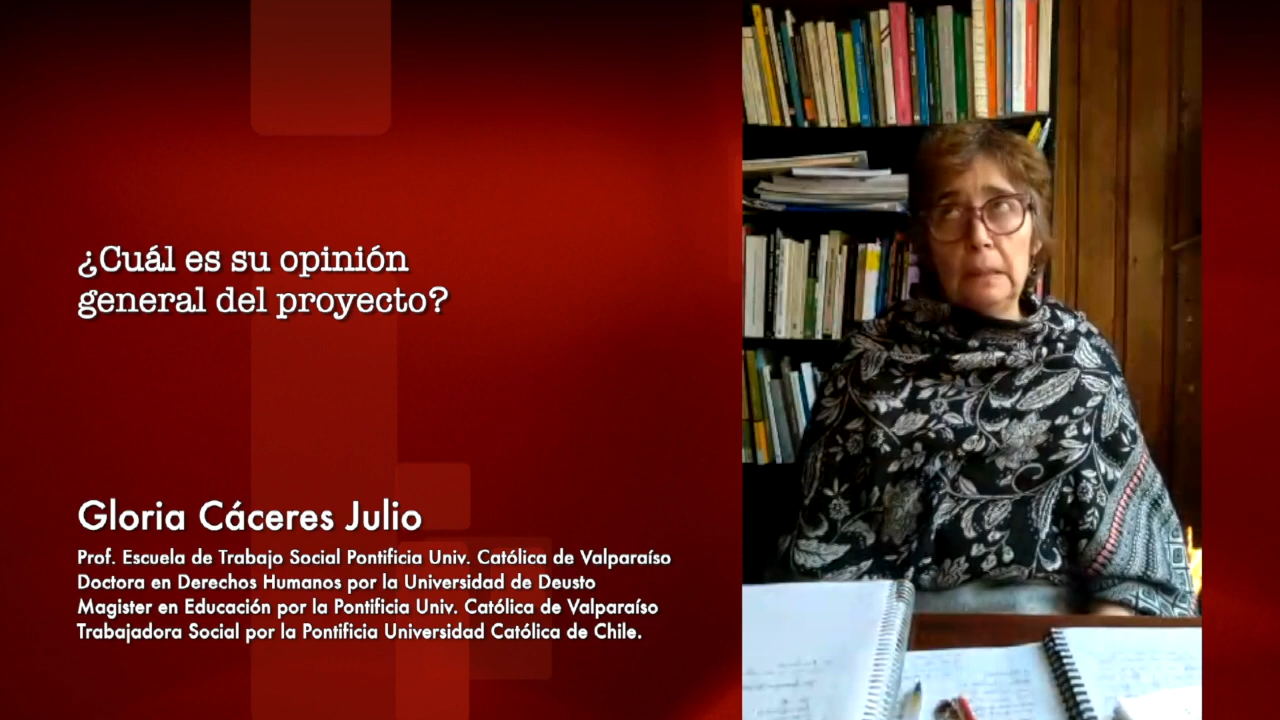 ¿Cuál es su opinión
general del proyecto?
Gloria Cáceres Julio
Prof. Escuela de Trabajo Social Pontificia Univ. Católica de Valparaíso
Doctora en Derechos Humanos por la Universidad de Deusto
Magister en Educación por la Pontificia Univ. Católica de Valparaíso
Trabajadora Social por la Pontificia Universidad Católica de Chile.